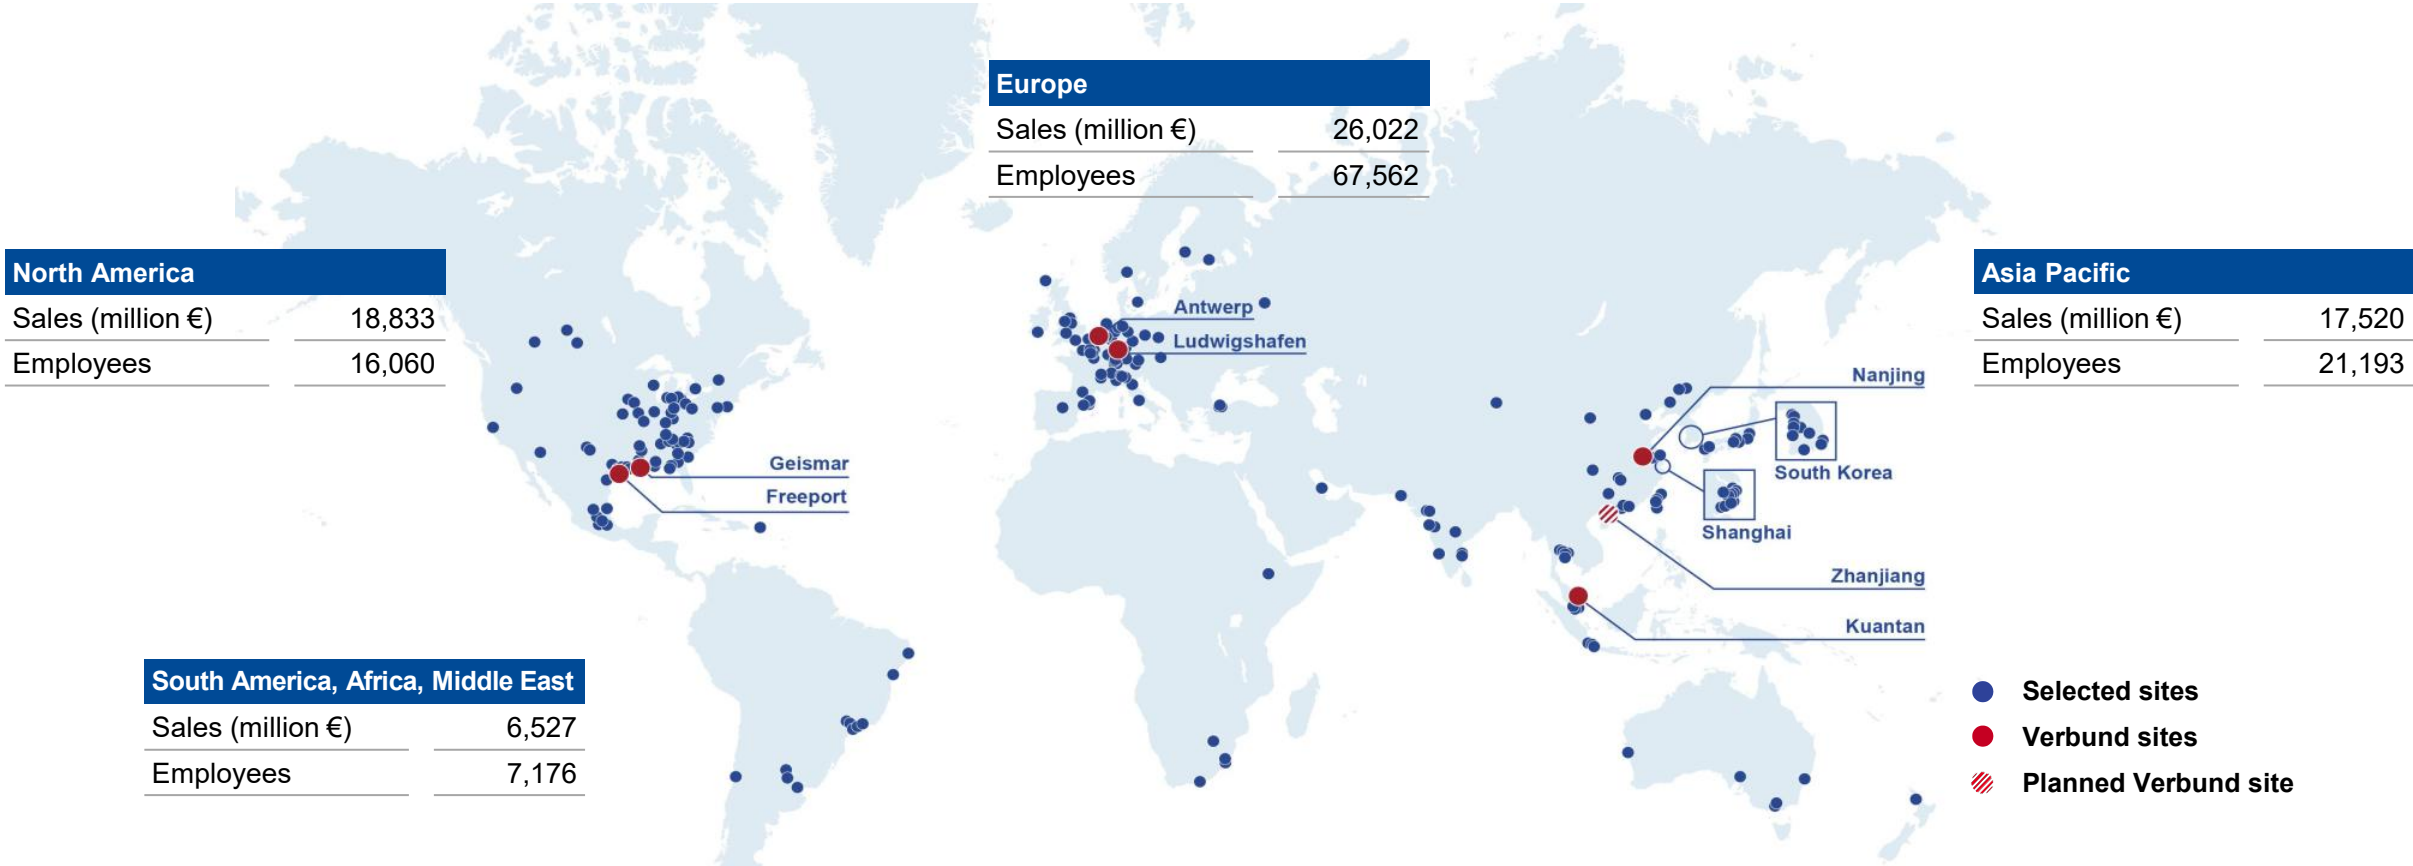 Europe
Sales (million €) 26,022
Employees 67,562
North America
Sales (million €) 18,833
Employees 16,060
Asia Pacific
Sales (million €) 17,520
Employees 21,193
South America, Africa, Middle East
Sales (million €) 6,527
Employees 7,176
Antwerp
Ludwigshafen
Geismar
Freeport
Nanjing
South Korea
Shanghai
Zhanjiang
Kuantan
Selected sites
Verbund sites
Planned Verbund site